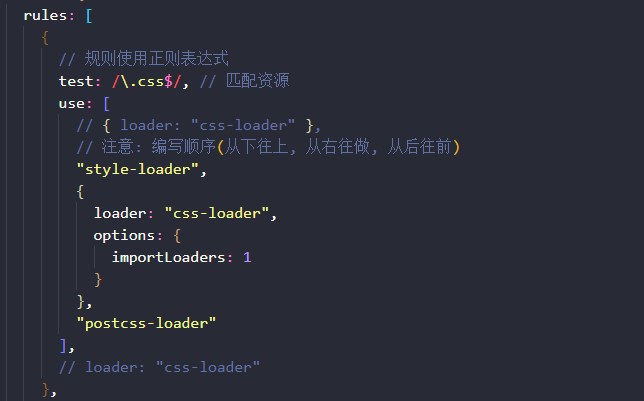 rules: [
{
// 规则使用正则表达式
test: /\.css$/, // 匹配资源
use: [
// { loader: "css-loader" },
// 注意: 编写顺序(从下往上, 从右往做, 从后往前)
"style-loader",
{
loader: "css-loader",
options: {
importLoaders: 1
}
},
"postcss-loader"
],
// loader: "css-loader"
},